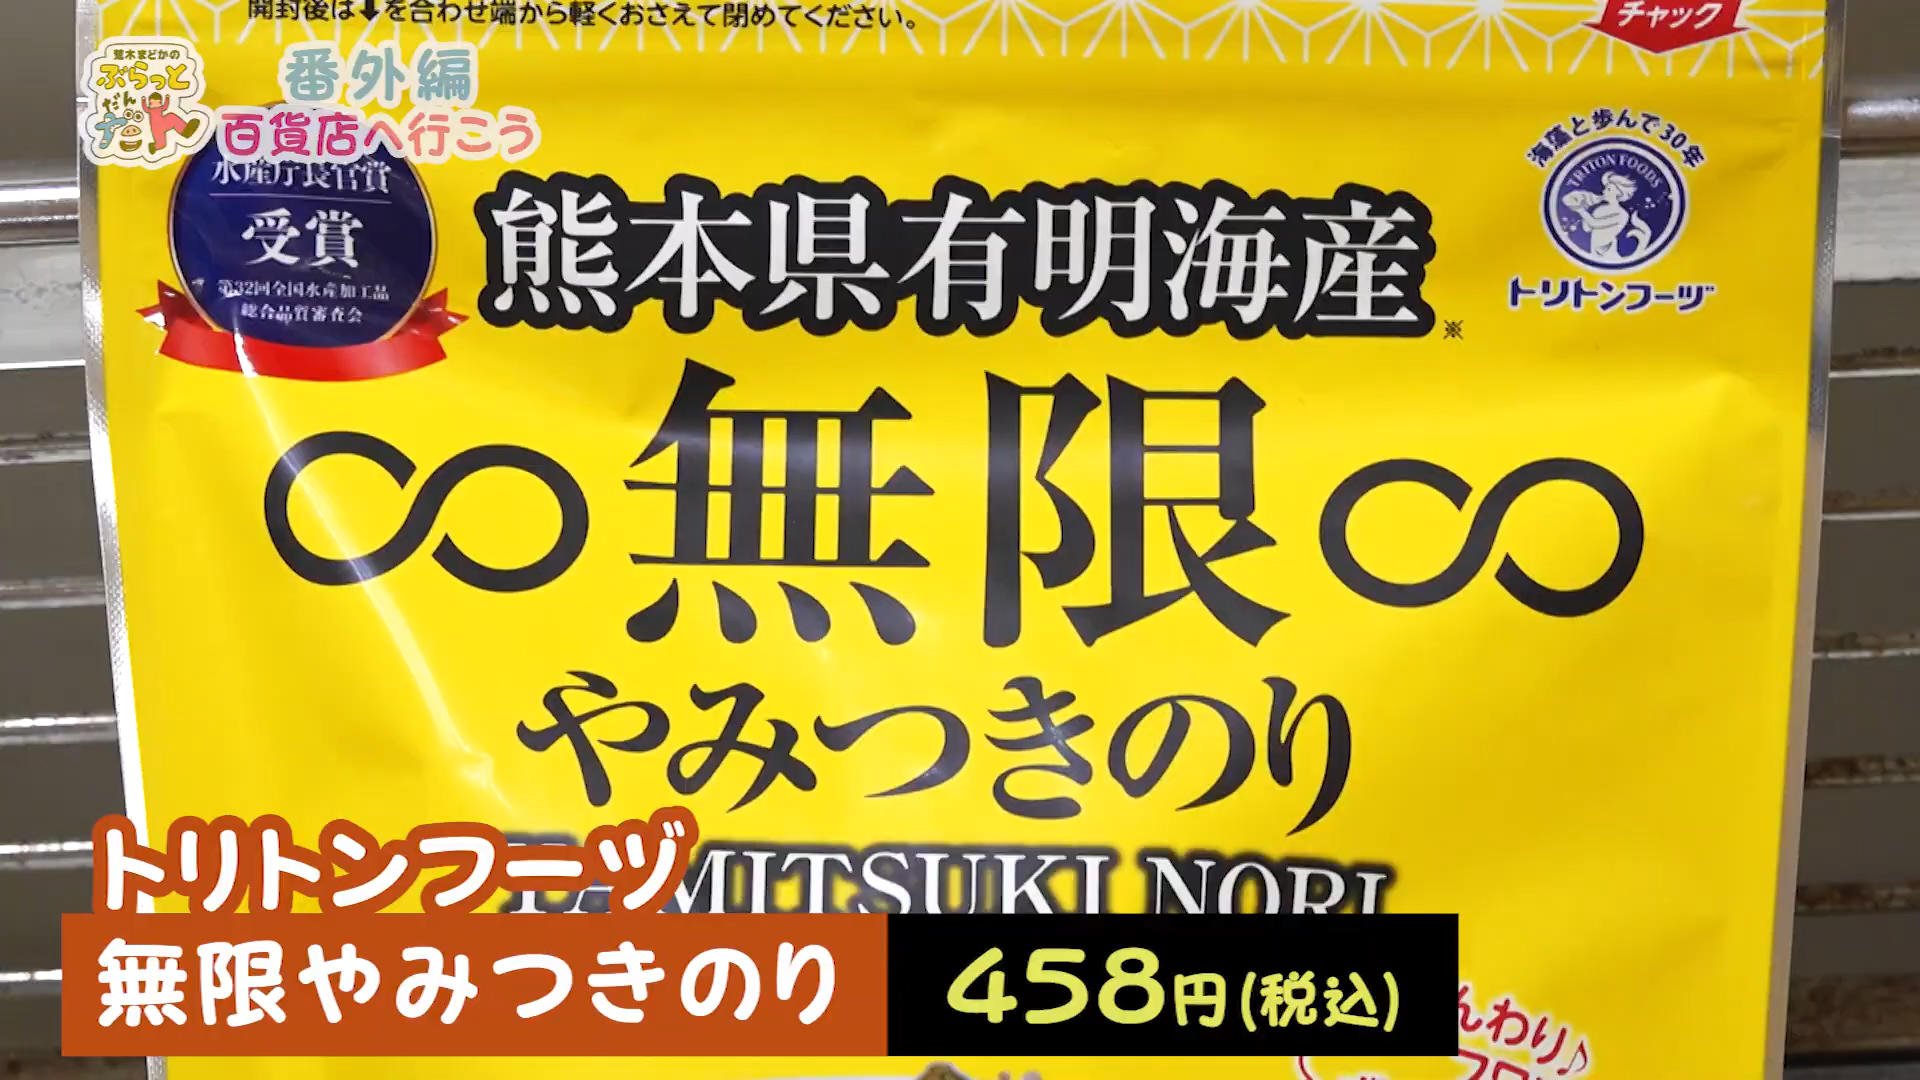 開封後は⬇を合わせ端から軽くおさえて閉めてください。
チャック
荒木まどかの
ぶらっと
だん
番外編
百貨店へ行こう
水産庁長官賞
受賞
第32回全国水産加工品
総合品質審査会
海藻と歩んで30年
TRITON FOODS
トリトンフーヅ
熊本県有明海産※
∞無限∞
やみつきのり
YAMITSUKI NORI
トリトンフーヅ
無限やみつきのり
458円(税込)
んわり♪